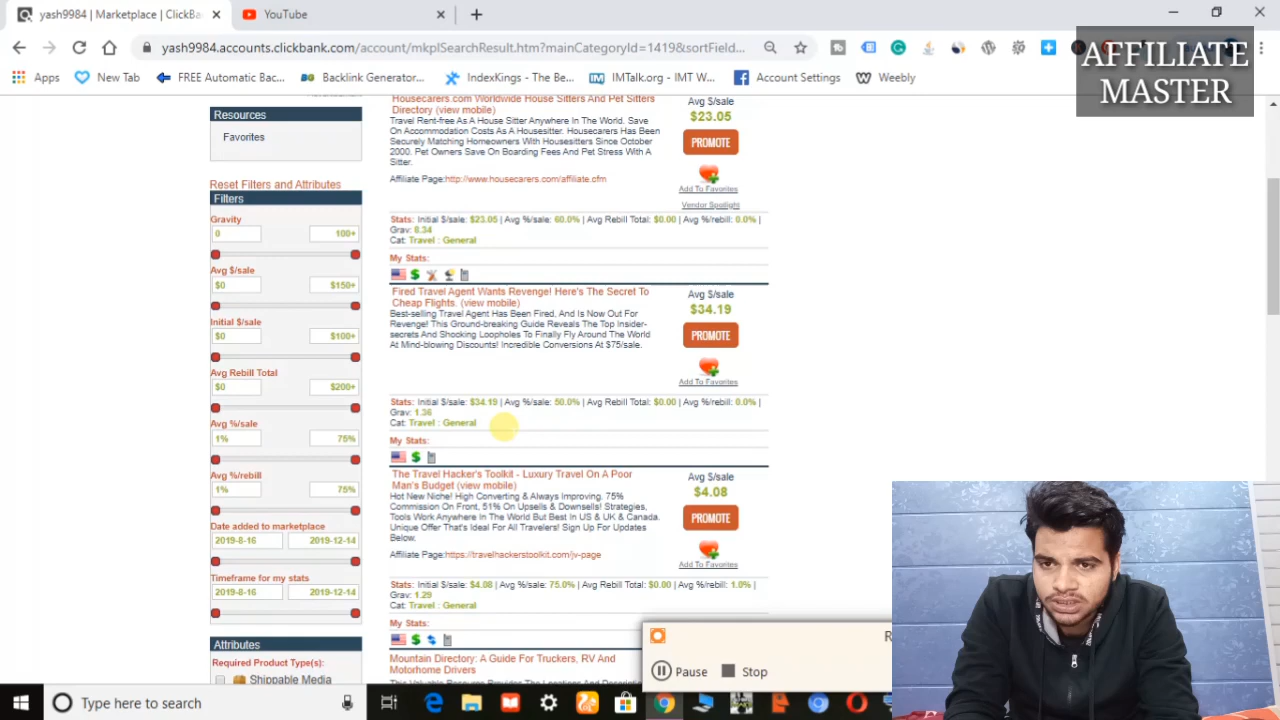 yash9984 | Marketplace | ClickBa
YouTube
yash9984.accounts.clickbank.com/account/mkplSearchResult.htm?mainCategoryId=1419&sortField...
Apps
New Tab
FREE Automatic Bac...
Backlink Generator...
IndexKings - The Be...
IMTalk.org - IMT W...
Account Settings
Weebly
AFFILIATE
MASTER
Resources
Favorites
Reset Filters and Attributes
Filters
Gravity
0 100+
Avg $/sale
$0 $150+
Initial $/sale
$0 $100+
Avg Rebill Total
$0 $200+
Avg %/sale
1% 75%
Avg %/rebill
1% 75%
Date added to marketplace
2019-8-16 2019-12-14
Timeframe for my stats
2019-8-16 2019-12-14
Attributes
Required Product Type(s):
Shippable Media
Housecarers.com Worldwide House Sitters And Pet Sitters
Directory (view mobile)
Travel Rent-free As A House Sitter Anywhere In The World. Save
On Accommodation Costs As A Housesitter. Housecarers Has Been
Securely Matching Homeowners With Housesitters Since October
2000. Pet Owners Save On Boarding Fees And Pet Stress With A
Sitter.
Affiliate Page:http://www.housecarers.com/affiliate.cfm
Avg $/sale
$23.05
PROMOTE
Add To Favorites
Vendor Spotlight
Stats: Initial $/sale: $23.05 | Avg %/sale: 60.0% | Avg Rebill Total: $0.00 | Avg %/rebill: 0.0% |
Grav: 8.34
Cat: Travel : General
My Stats:
Fired Travel Agent Wants Revenge! Here's The Secret To
Cheap Flights. (view mobile)
Best-selling Travel Agent Has Been Fired, And Is Now Out For
Revenge! This Ground-breaking Guide Reveals The Top Insider-
secrets And Shocking Loopholes To Finally Fly Around The World
At Mind-blowing Discounts! Incredible Conversions At $75/sale.
Avg $/sale
$34.19
PROMOTE
Add To Favorites
Stats: Initial $/sale: $34.19 | Avg %/sale: 50.0% | Avg Rebill Total: $0.00 | Avg %/rebill: 0.0% |
Grav: 1.36
Cat: Travel : General
My Stats:
The Travel Hacker's Toolkit - Luxury Travel On A Poor
Man's Budget (view mobile)
Hot New Niche! High Converting & Always Improving. 75%
Commission On Front, 51% On Upsells & Downsells! Strategies,
Tools Work Anywhere In The World But Best In US & UK & Canada.
Unique Offer That's Ideal For All Travelers! Sign Up For Updates
Below.
Affiliate Page:https://travelhackerstoolkit.com/jv-page
Avg $/sale
$4.08
PROMOTE
Add To Favorites
Stats: Initial $/sale: $4.08 | Avg %/sale: 75.0% | Avg Rebill Total: $0.00 | Avg %/rebill: 1.0% |
Grav: 1.29
Cat: Travel : General
My Stats:
Mountain Directory: A Guide For Truckers, RV And
Motorhome Drivers
Pause
Stop
Type here to search